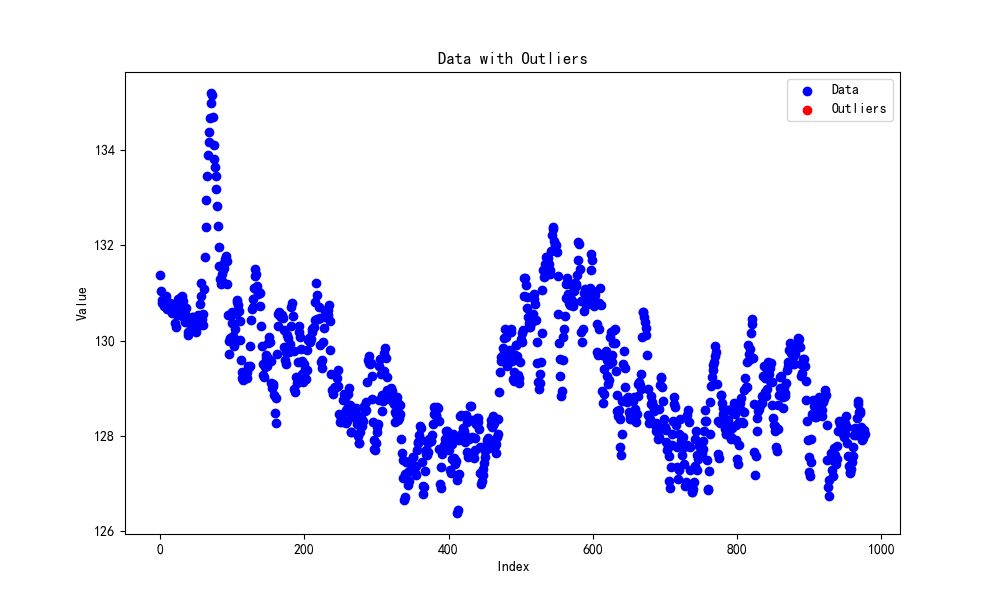 Data with Outliers
Data
Outliers
134
132
130
128
126
Value
0
200
400
600
800
1000
Index